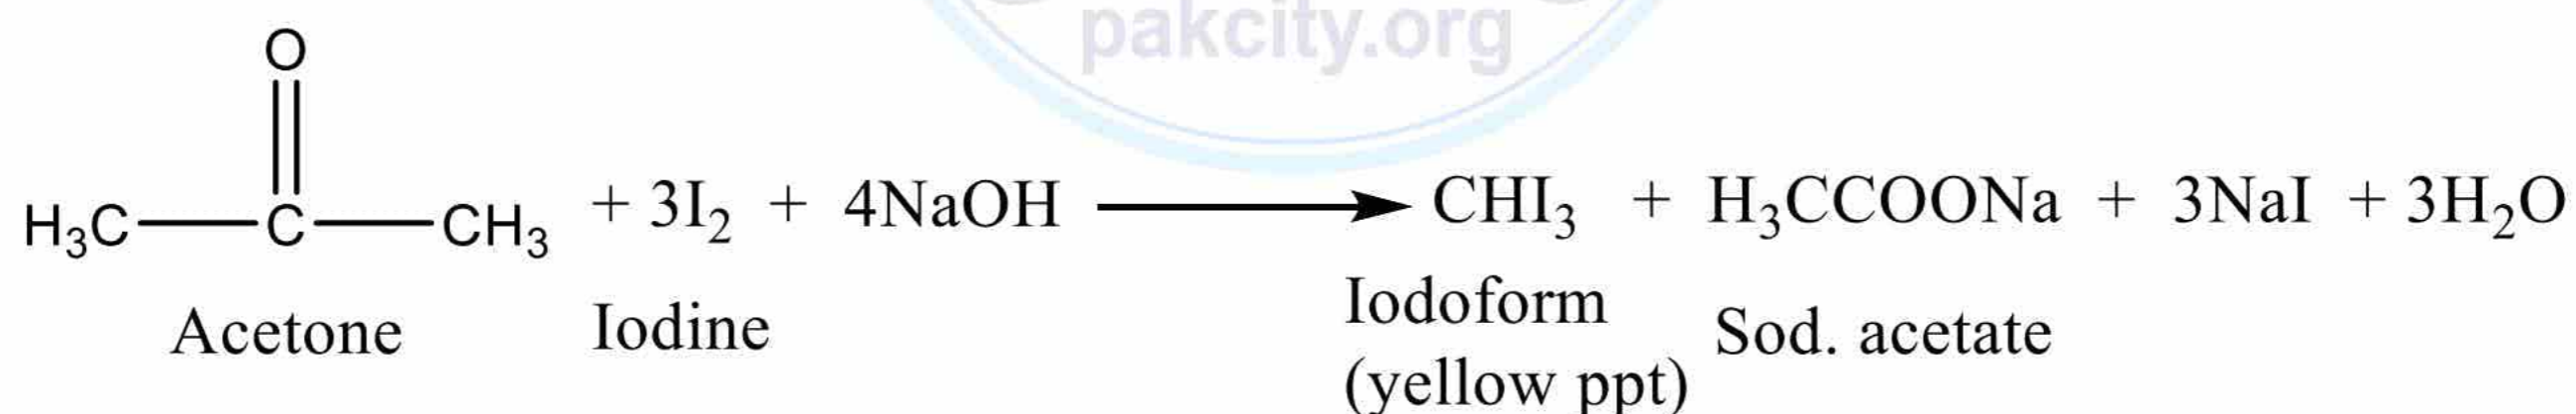 pakcity.org
O
H₃C C CH₃ + 3I₂ + 4NaOH CHI₃ + H₃CCOONa + 3NaI + 3H₂O
Acetone Iodine Iodoform (yellow ppt) Sod. acetate